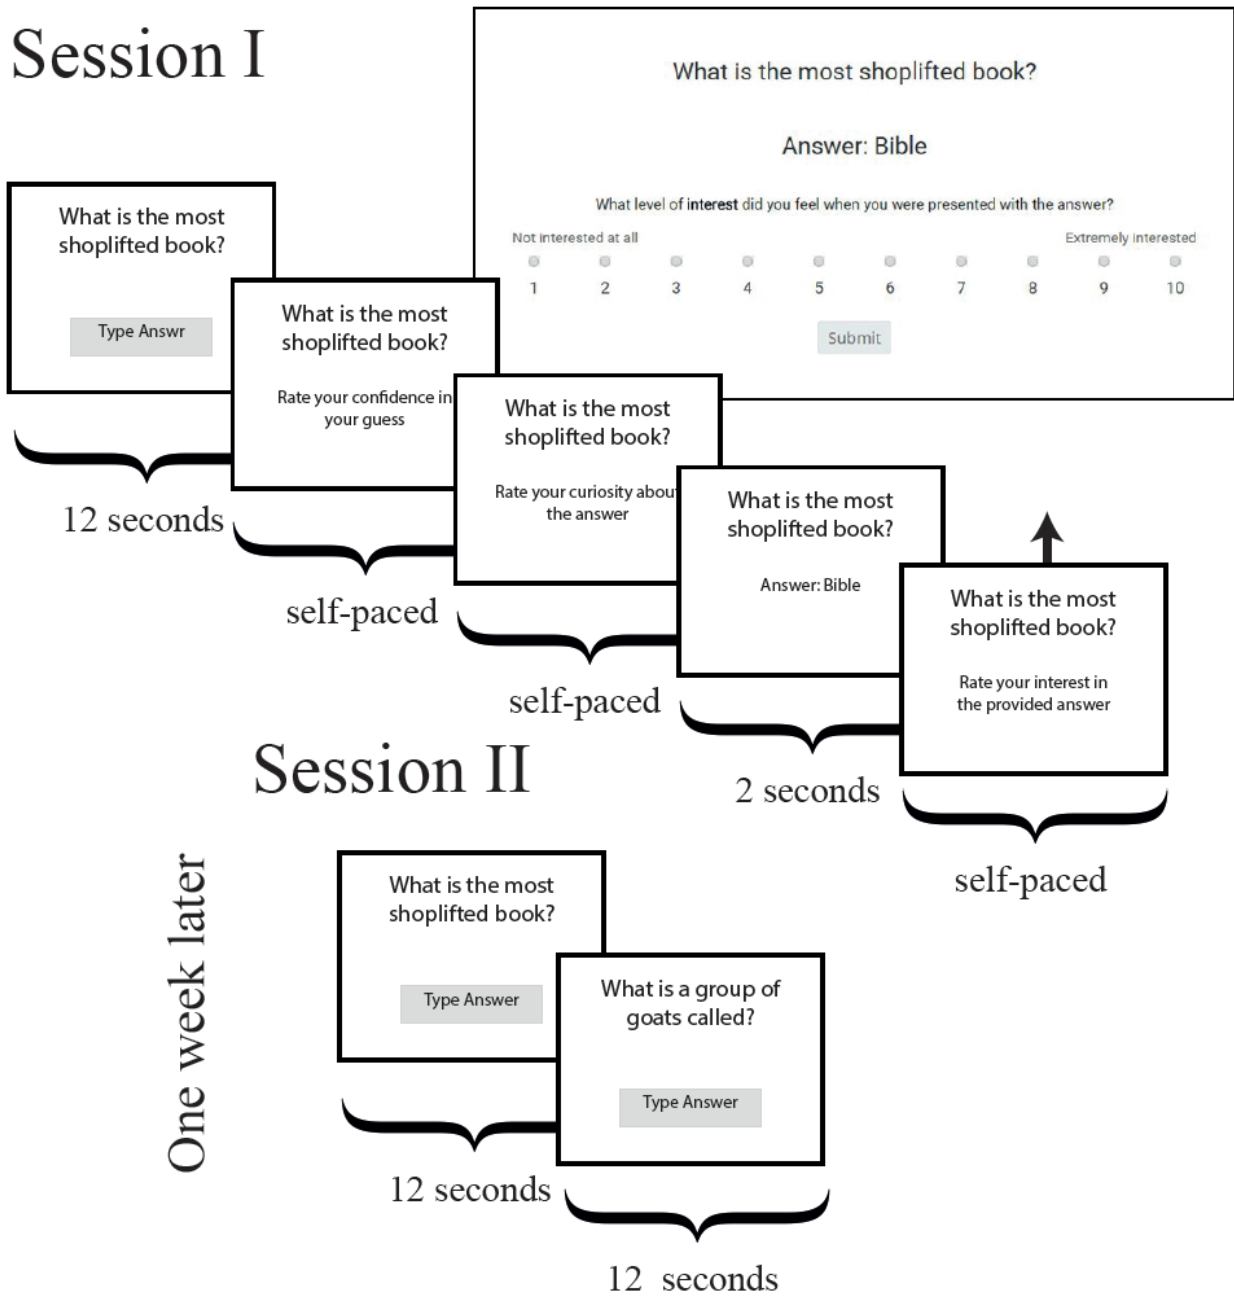 Session I
What is the most shoplifted book?
Answer: Bible
What level of interest did you feel when you were presented with the answer?
Not interested at all
Extremely interested
1 2 3 4 5 6 7 8 9 10
Submit
What is the most
shoplifted book?
Type Answr
12 seconds
What is the most
shoplifted book?
Rate your confidence in
your guess
self-paced
What is the most
shoplifted book?
Rate your curiosity about
the answer
self-paced
What is the most
shoplifted book?
Answer: Bible
2 seconds
What is the most
shoplifted book?
Rate your interest in
the provided answer
self-paced
Session II
One week later
What is the most
shoplifted book?
Type Answer
12 seconds
What is a group of
goats called?
Type Answer
12 seconds